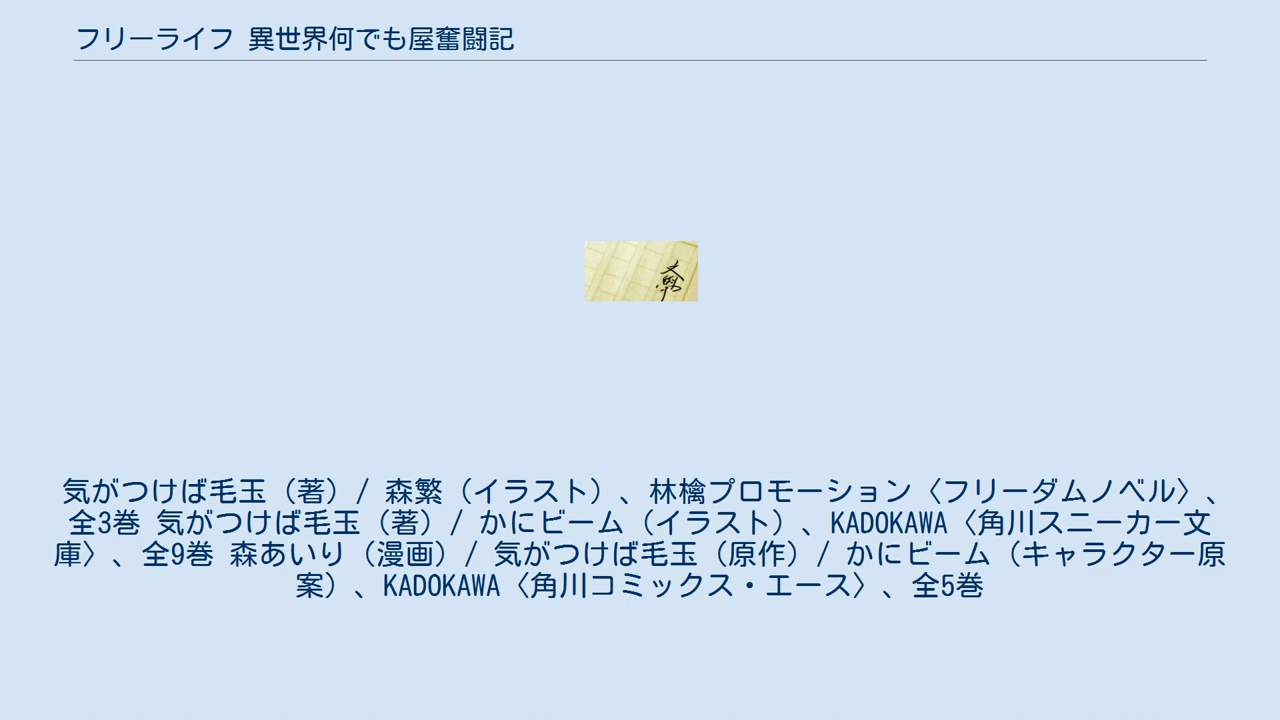 フリーライフ 異世界何でも屋奮闘記
気がつけば毛玉（著）/ 森繁（イラスト）、林檎プロモーション〈フリーダムノベル〉、
全3巻 気がつけば毛玉（著）/ かにビーム（イラスト）、KADOKAWA〈角川スニーカー文
庫〉、全9巻 森あいり（漫画）/ 気がつけば毛玉（原作）/ かにビーム（キャラクター原
案）、KADOKAWA〈角川コミックス・エース〉、全5巻